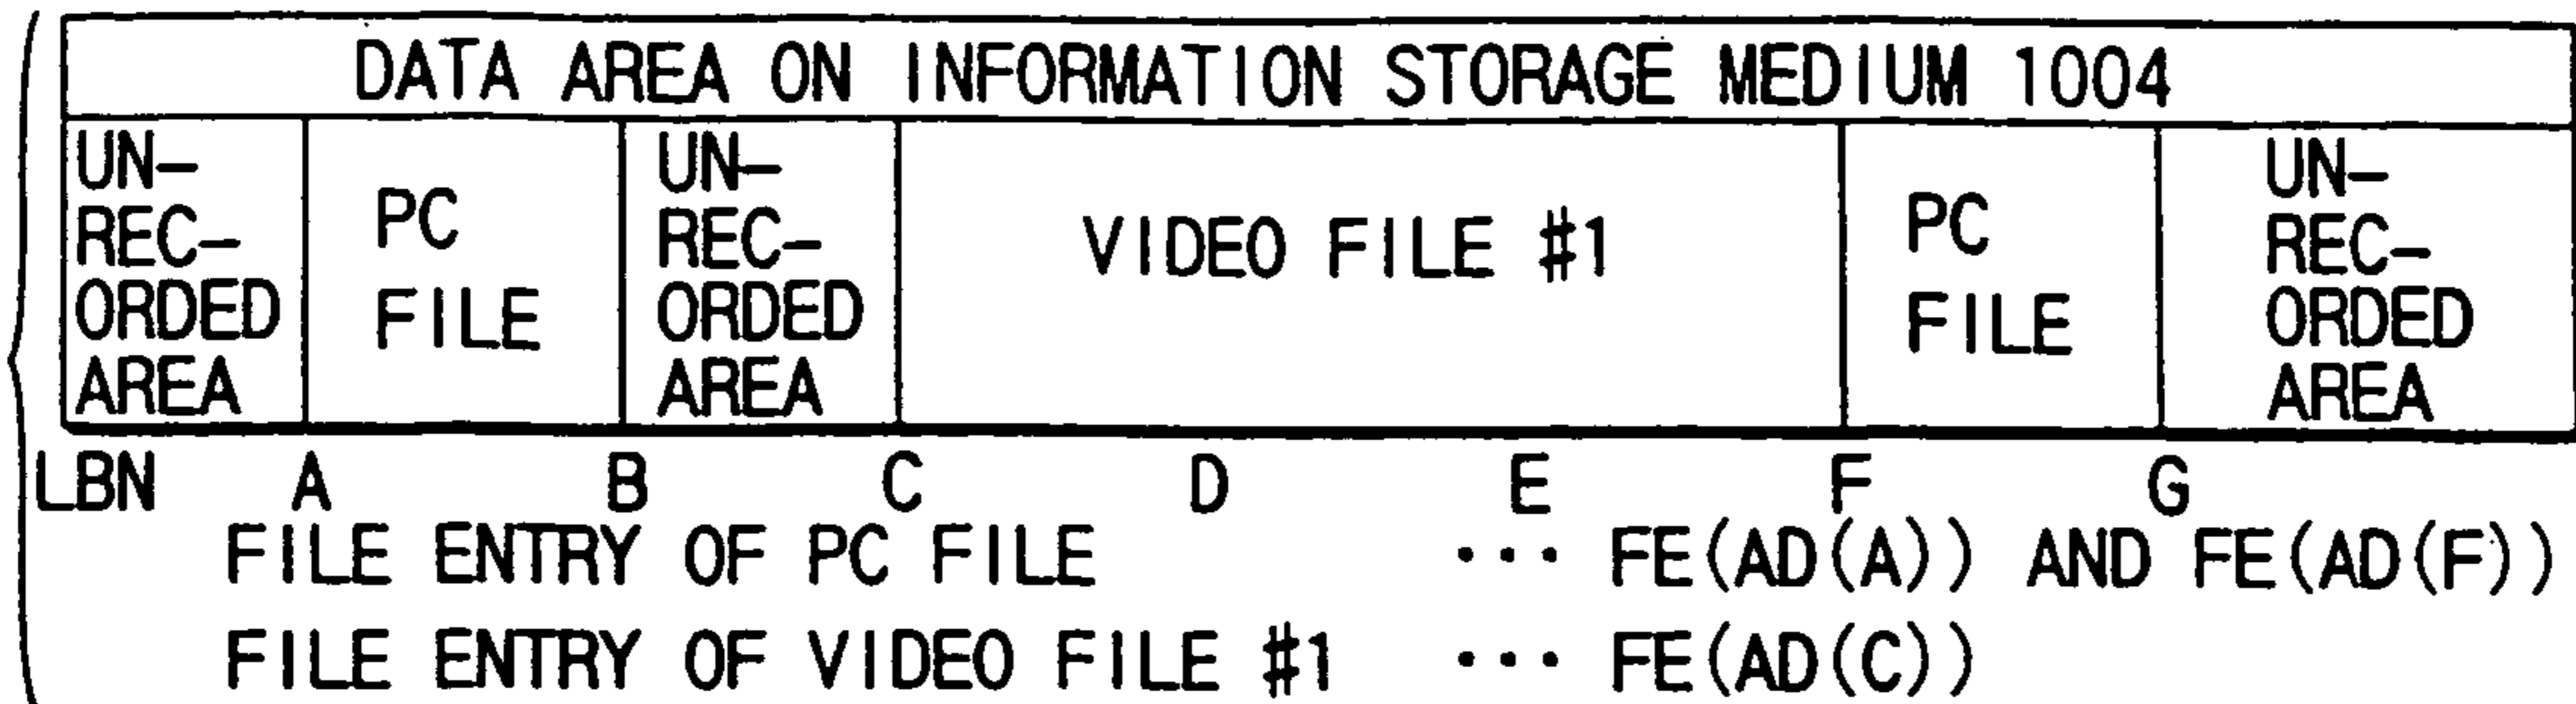 DATA AREA ON INFORMATION STORAGE MEDIUM 1004
UN-
REC-
ORDED
AREA
PC
FILE
UN-
REC-
ORDED
AREA
VIDEO FILE #1
PC
FILE
UN-
REC-
ORDED
AREA
LBN A B C D E F G
FILE ENTRY OF PC FILE ··· FE(AD(A)) AND FE(AD(F))
FILE ENTRY OF VIDEO FILE #1 ··· FE(AD(C))